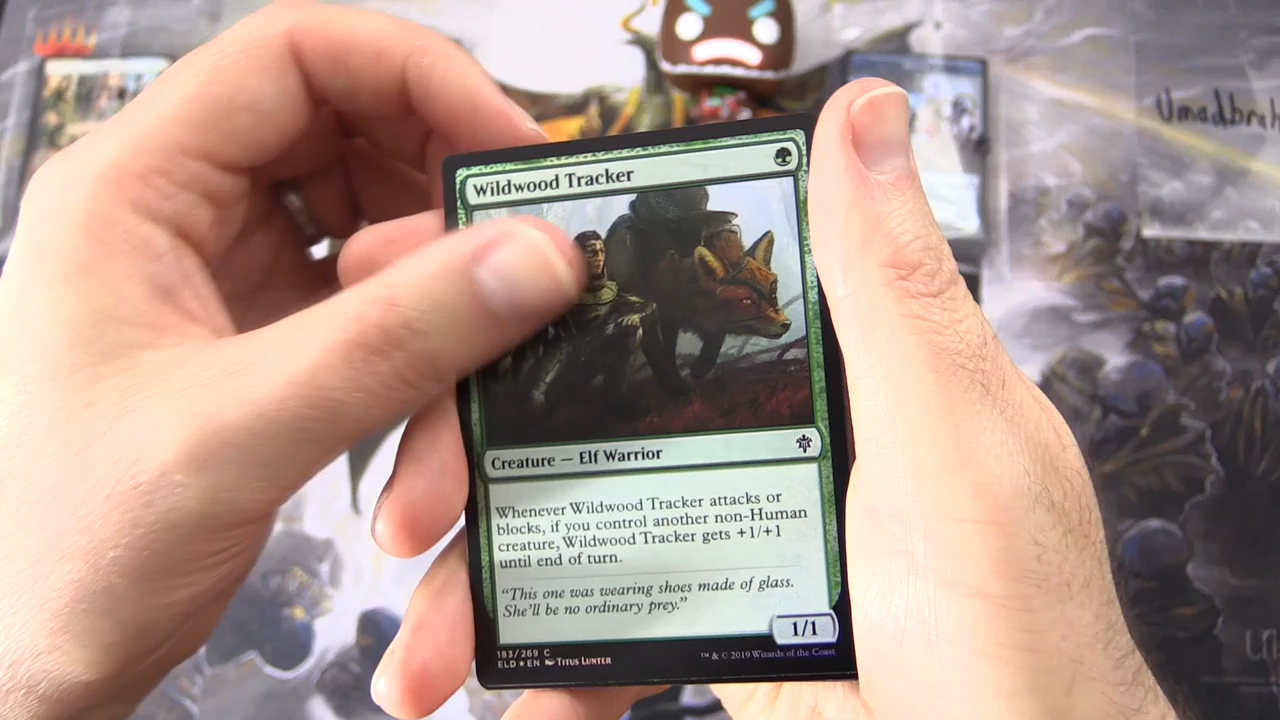 Umadbrah
Wildwood Tracker
Creature — Elf Warrior
Whenever Wildwood Tracker attacks or
blocks, if you control another non-Human
creature, Wildwood Tracker gets +1/+1
until end of turn.
"This one was wearing shoes made of glass.
She'll be no ordinary prey."
1/1
183/269 C
ELD ★ EN Titus Lunter
™ & © 2019 Wizards of the Coast